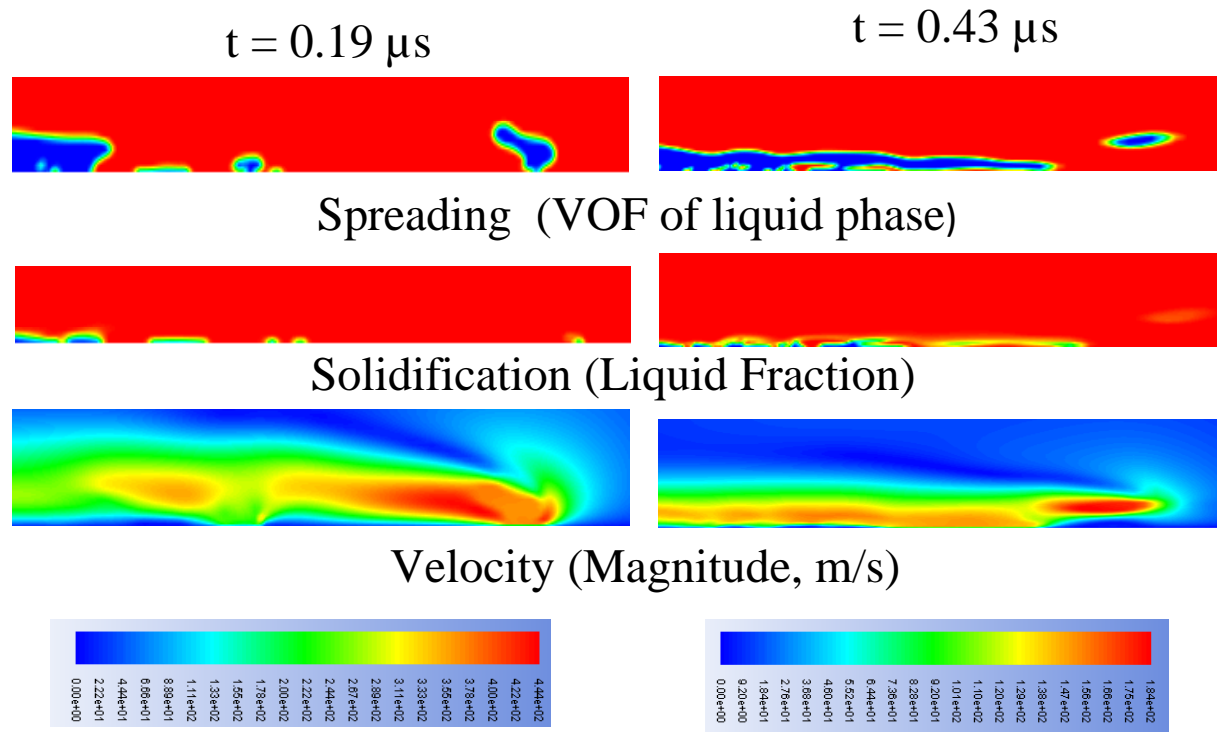 t = 0.19 µs
t = 0.43 µs
Spreading (VOF of liquid phase)
Solidification (Liquid Fraction)
Velocity (Magnitude, m/s)
0.00e+00
2.22e+01
4.44e+01
6.66e+01
8.89e+01
1.11e+02
1.33e+02
1.55e+02
1.78e+02
2.00e+02
2.22e+02
2.44e+02
2.67e+02
2.89e+02
3.11e+02
3.33e+02
3.55e+02
3.78e+02
4.00e+02
4.22e+02
4.44e+02
0.00e+00
9.20e+00
1.84e+01
2.76e+01
3.68e+01
4.60e+01
5.52e+01
6.44e+01
7.36e+01
8.28e+01
9.20e+01
1.01e+02
1.10e+02
1.20e+02
1.29e+02
1.38e+02
1.47e+02
1.56e+02
1.66e+02
1.75e+02
1.84e+02